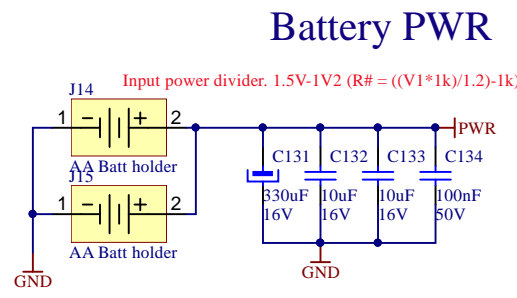 Battery PWR
Input power divider. 1.5V-1V2 (R# = ((V1*1k)/1.2)-1k)
J14
1 - + 2
AA Batt holder
J15
1 - + 2
AA Batt holder
GND
PWR
C131 C132 C133 C134
330uF 10uF 10uF 100nF
16V 16V 16V 50V
GND